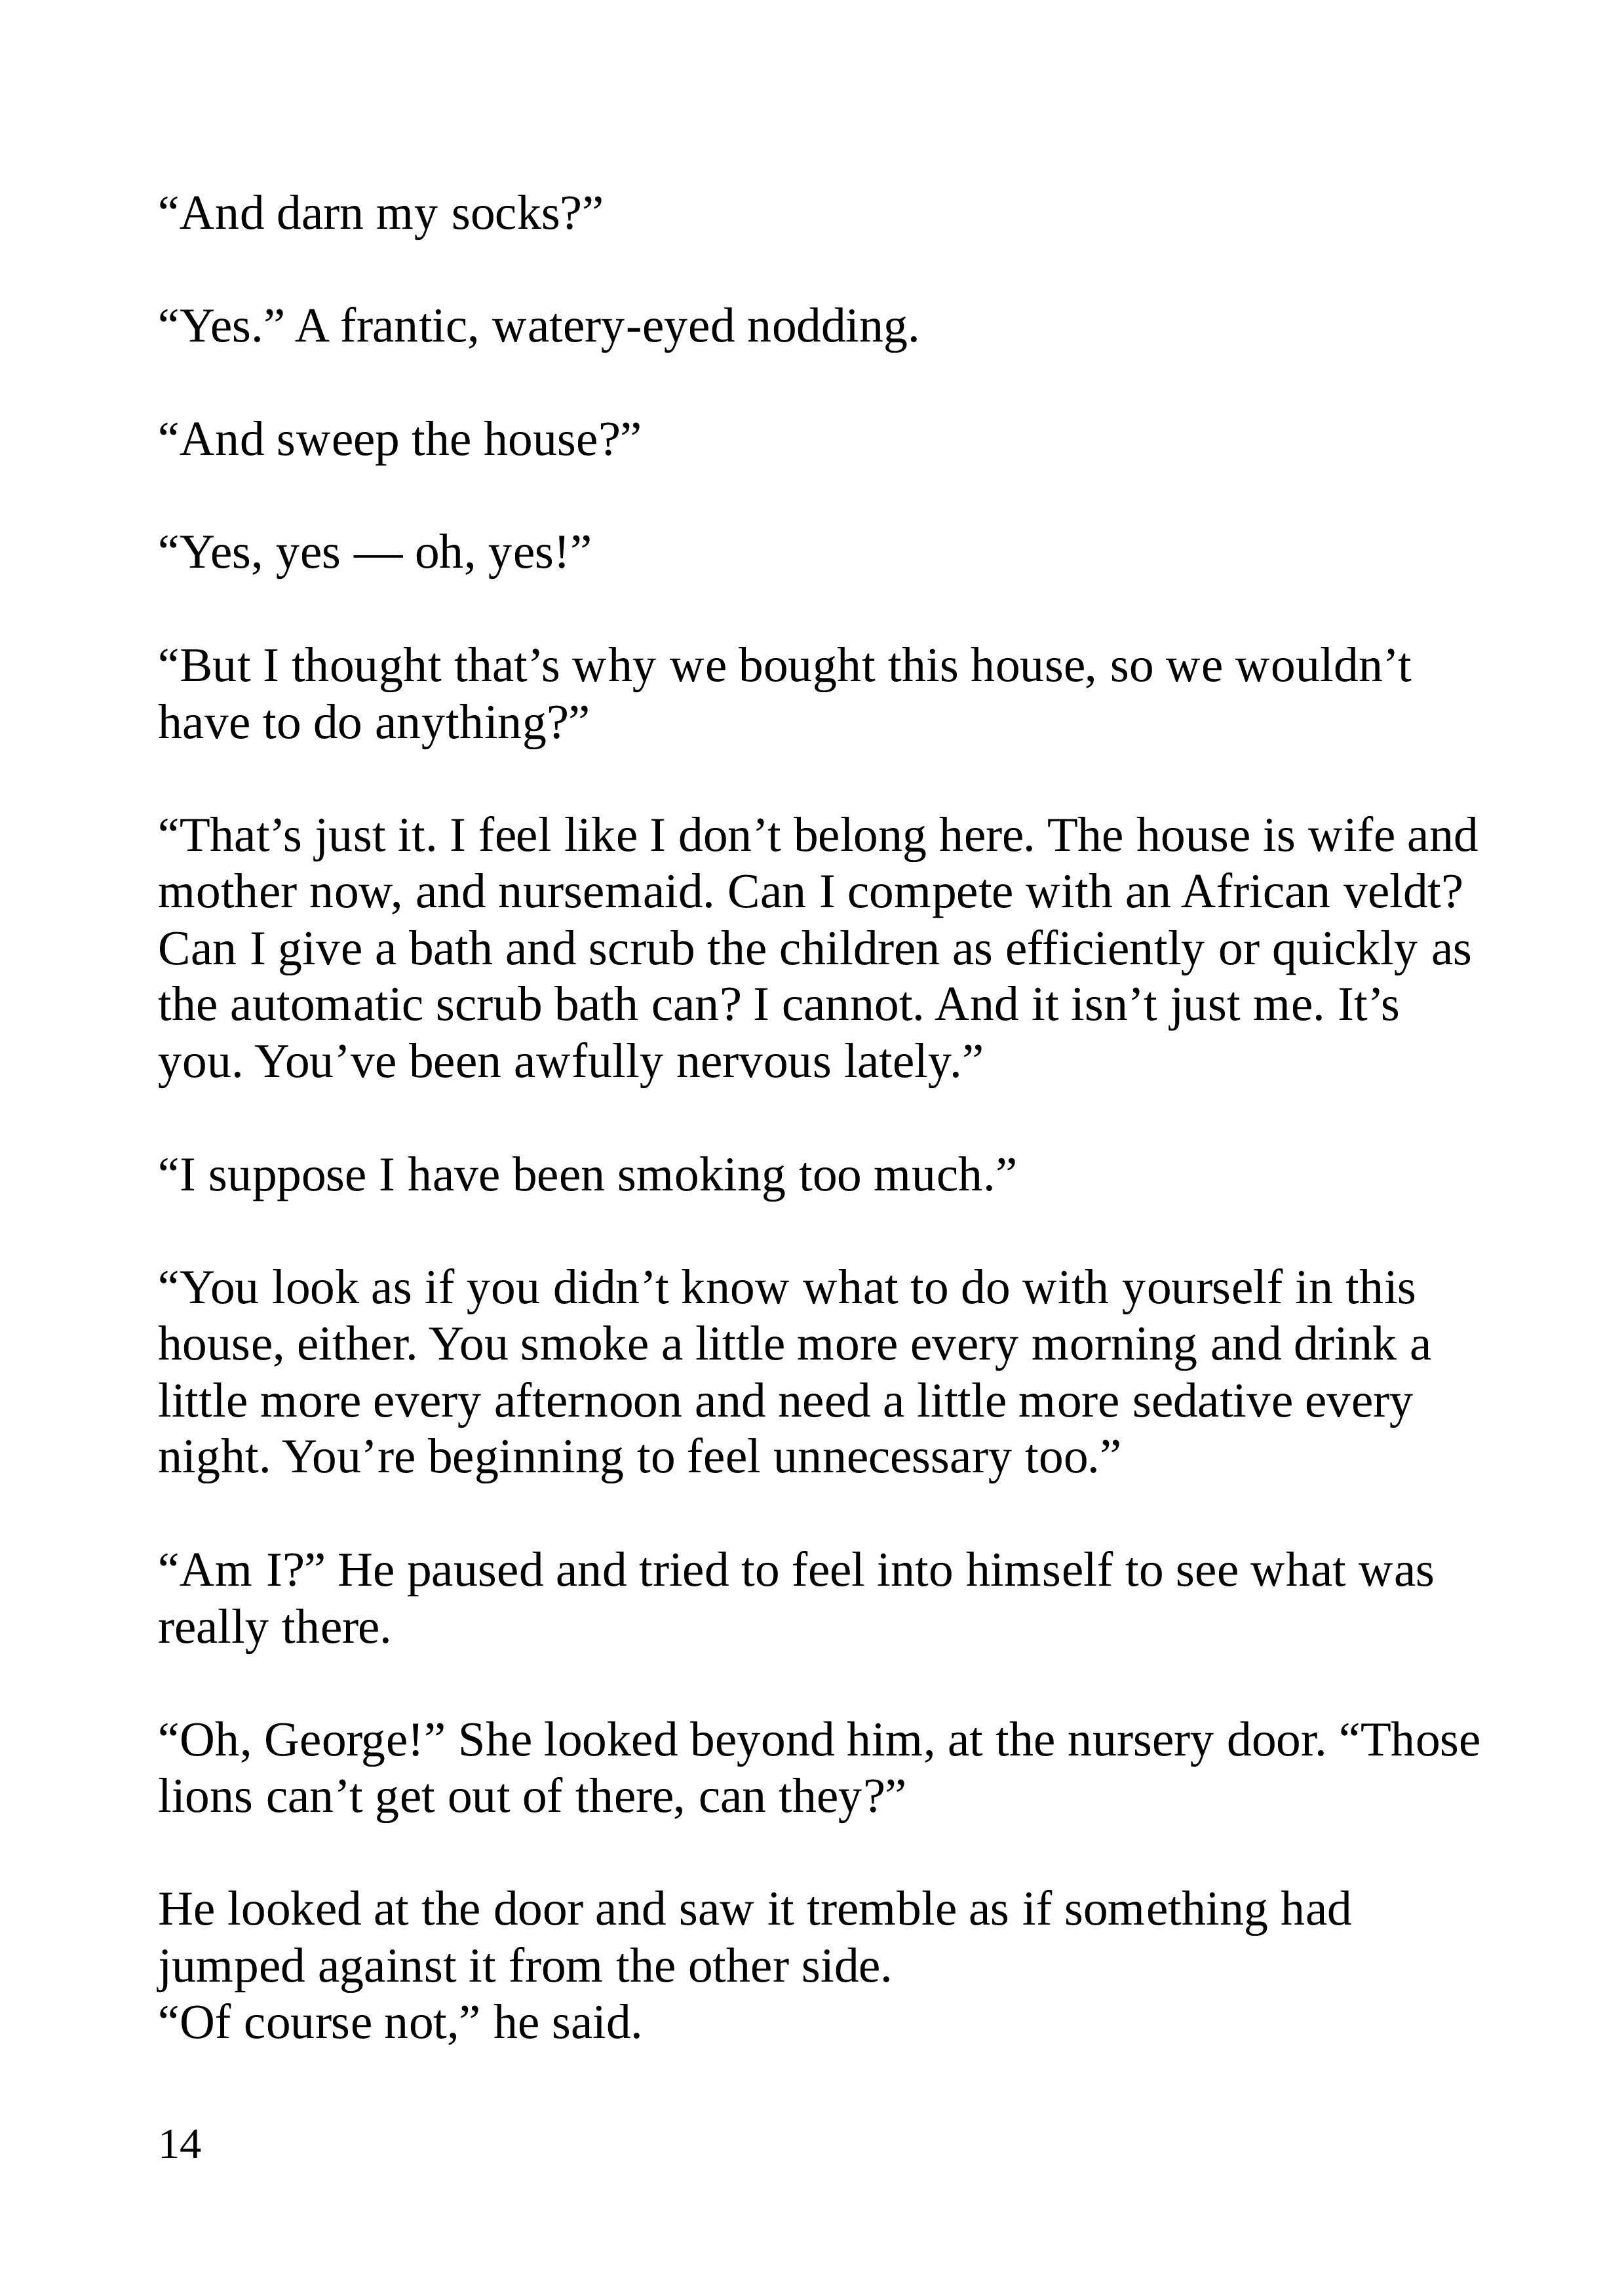 “And darn my socks?”
“Yes.” A frantic, watery-eyed nodding.
“And sweep the house?”
“Yes, yes — oh, yes!”
“But I thought that’s why we bought this house, so we wouldn’t
have to do anything?”
“That’s just it. I feel like I don’t belong here. The house is wife and
mother now, and nursemaid. Can I compete with an African veldt?
Can I give a bath and scrub the children as efficiently or quickly as
the automatic scrub bath can? I cannot. And it isn’t just me. It’s
you. You’ve been awfully nervous lately.”
“I suppose I have been smoking too much.”
“You look as if you didn’t know what to do with yourself in this
house, either. You smoke a little more every morning and drink a
little more every afternoon and need a little more sedative every
night. You’re beginning to feel unnecessary too.”
“Am I?” He paused and tried to feel into himself to see what was
really there.
“Oh, George!” She looked beyond him, at the nursery door. “Those
lions can’t get out of there, can they?”
He looked at the door and saw it tremble as if something had
jumped against it from the other side.
“Of course not,” he said.
14